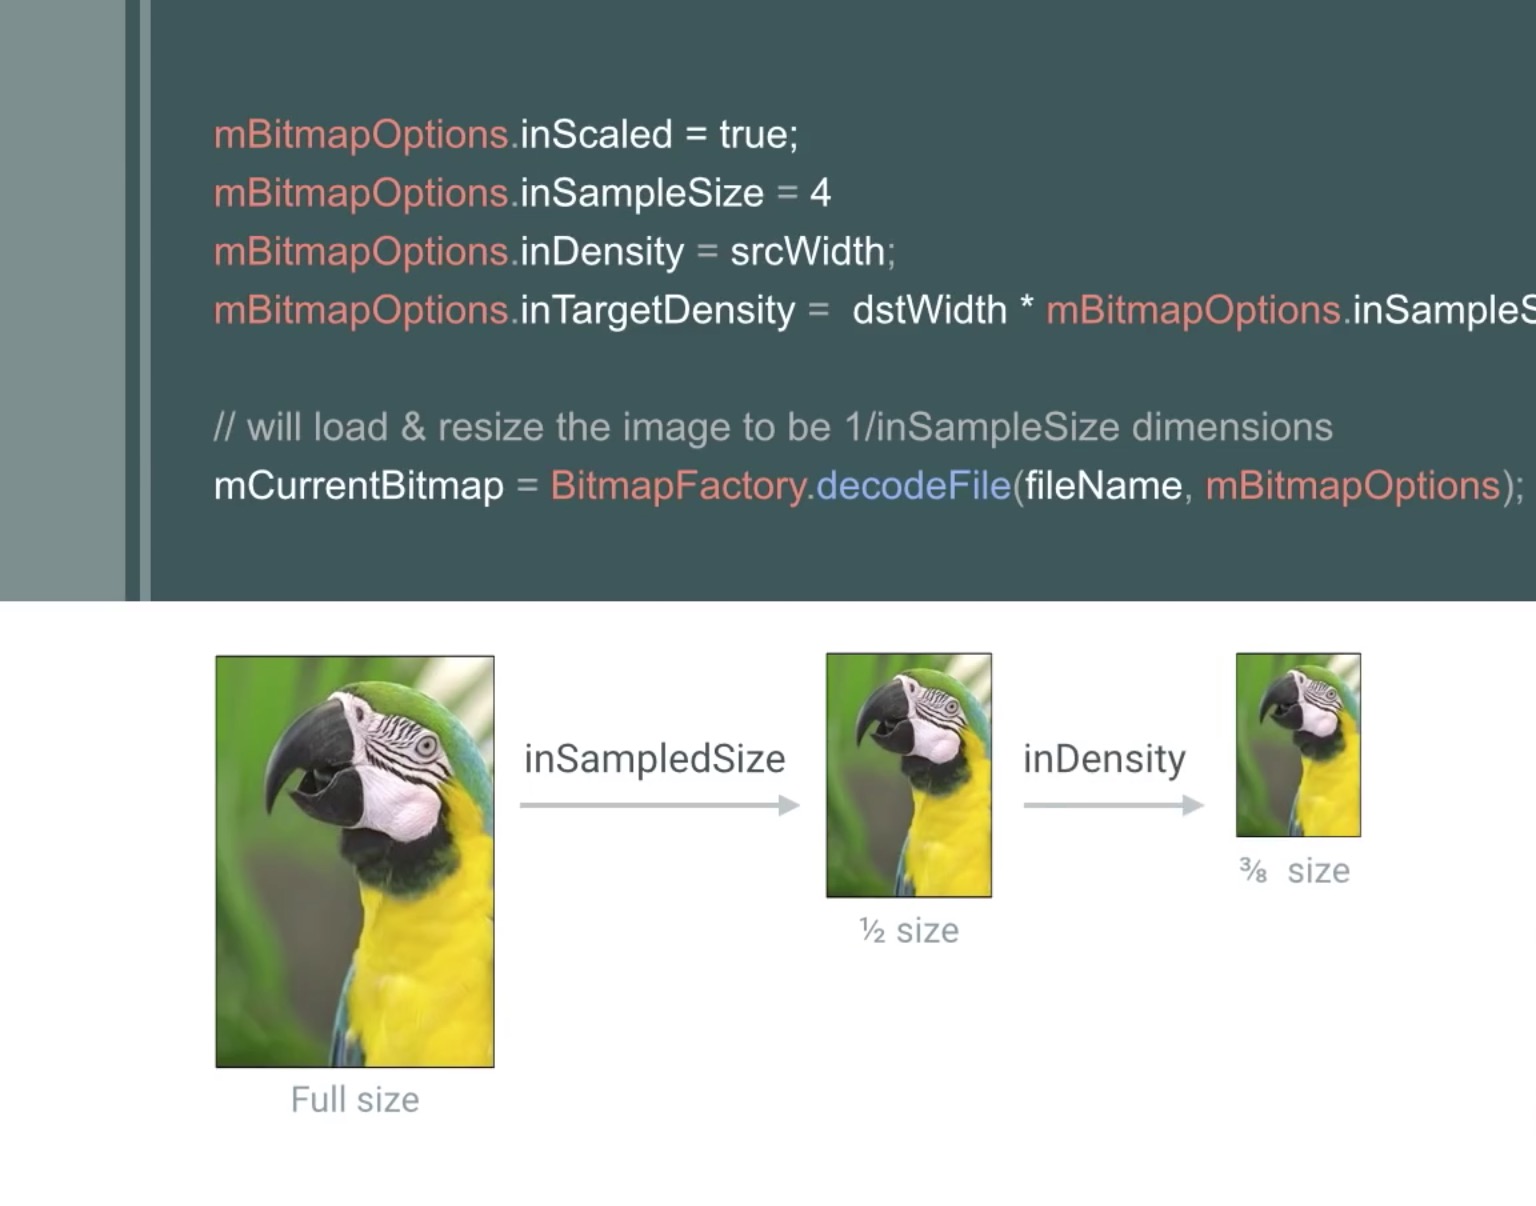 mBitmapOptions.inScaled = true;
mBitmapOptions.inSampleSize = 4
mBitmapOptions.inDensity = srcWidth;
mBitmapOptions.inTargetDensity =  dstWidth * mBitmapOptions.inSampleS
// will load & resize the image to be 1/inSampleSize dimensions
mCurrentBitmap = BitmapFactory.decodeFile(fileName, mBitmapOptions);
inSampledSize
inDensity
⅜ size
½ size
Full size